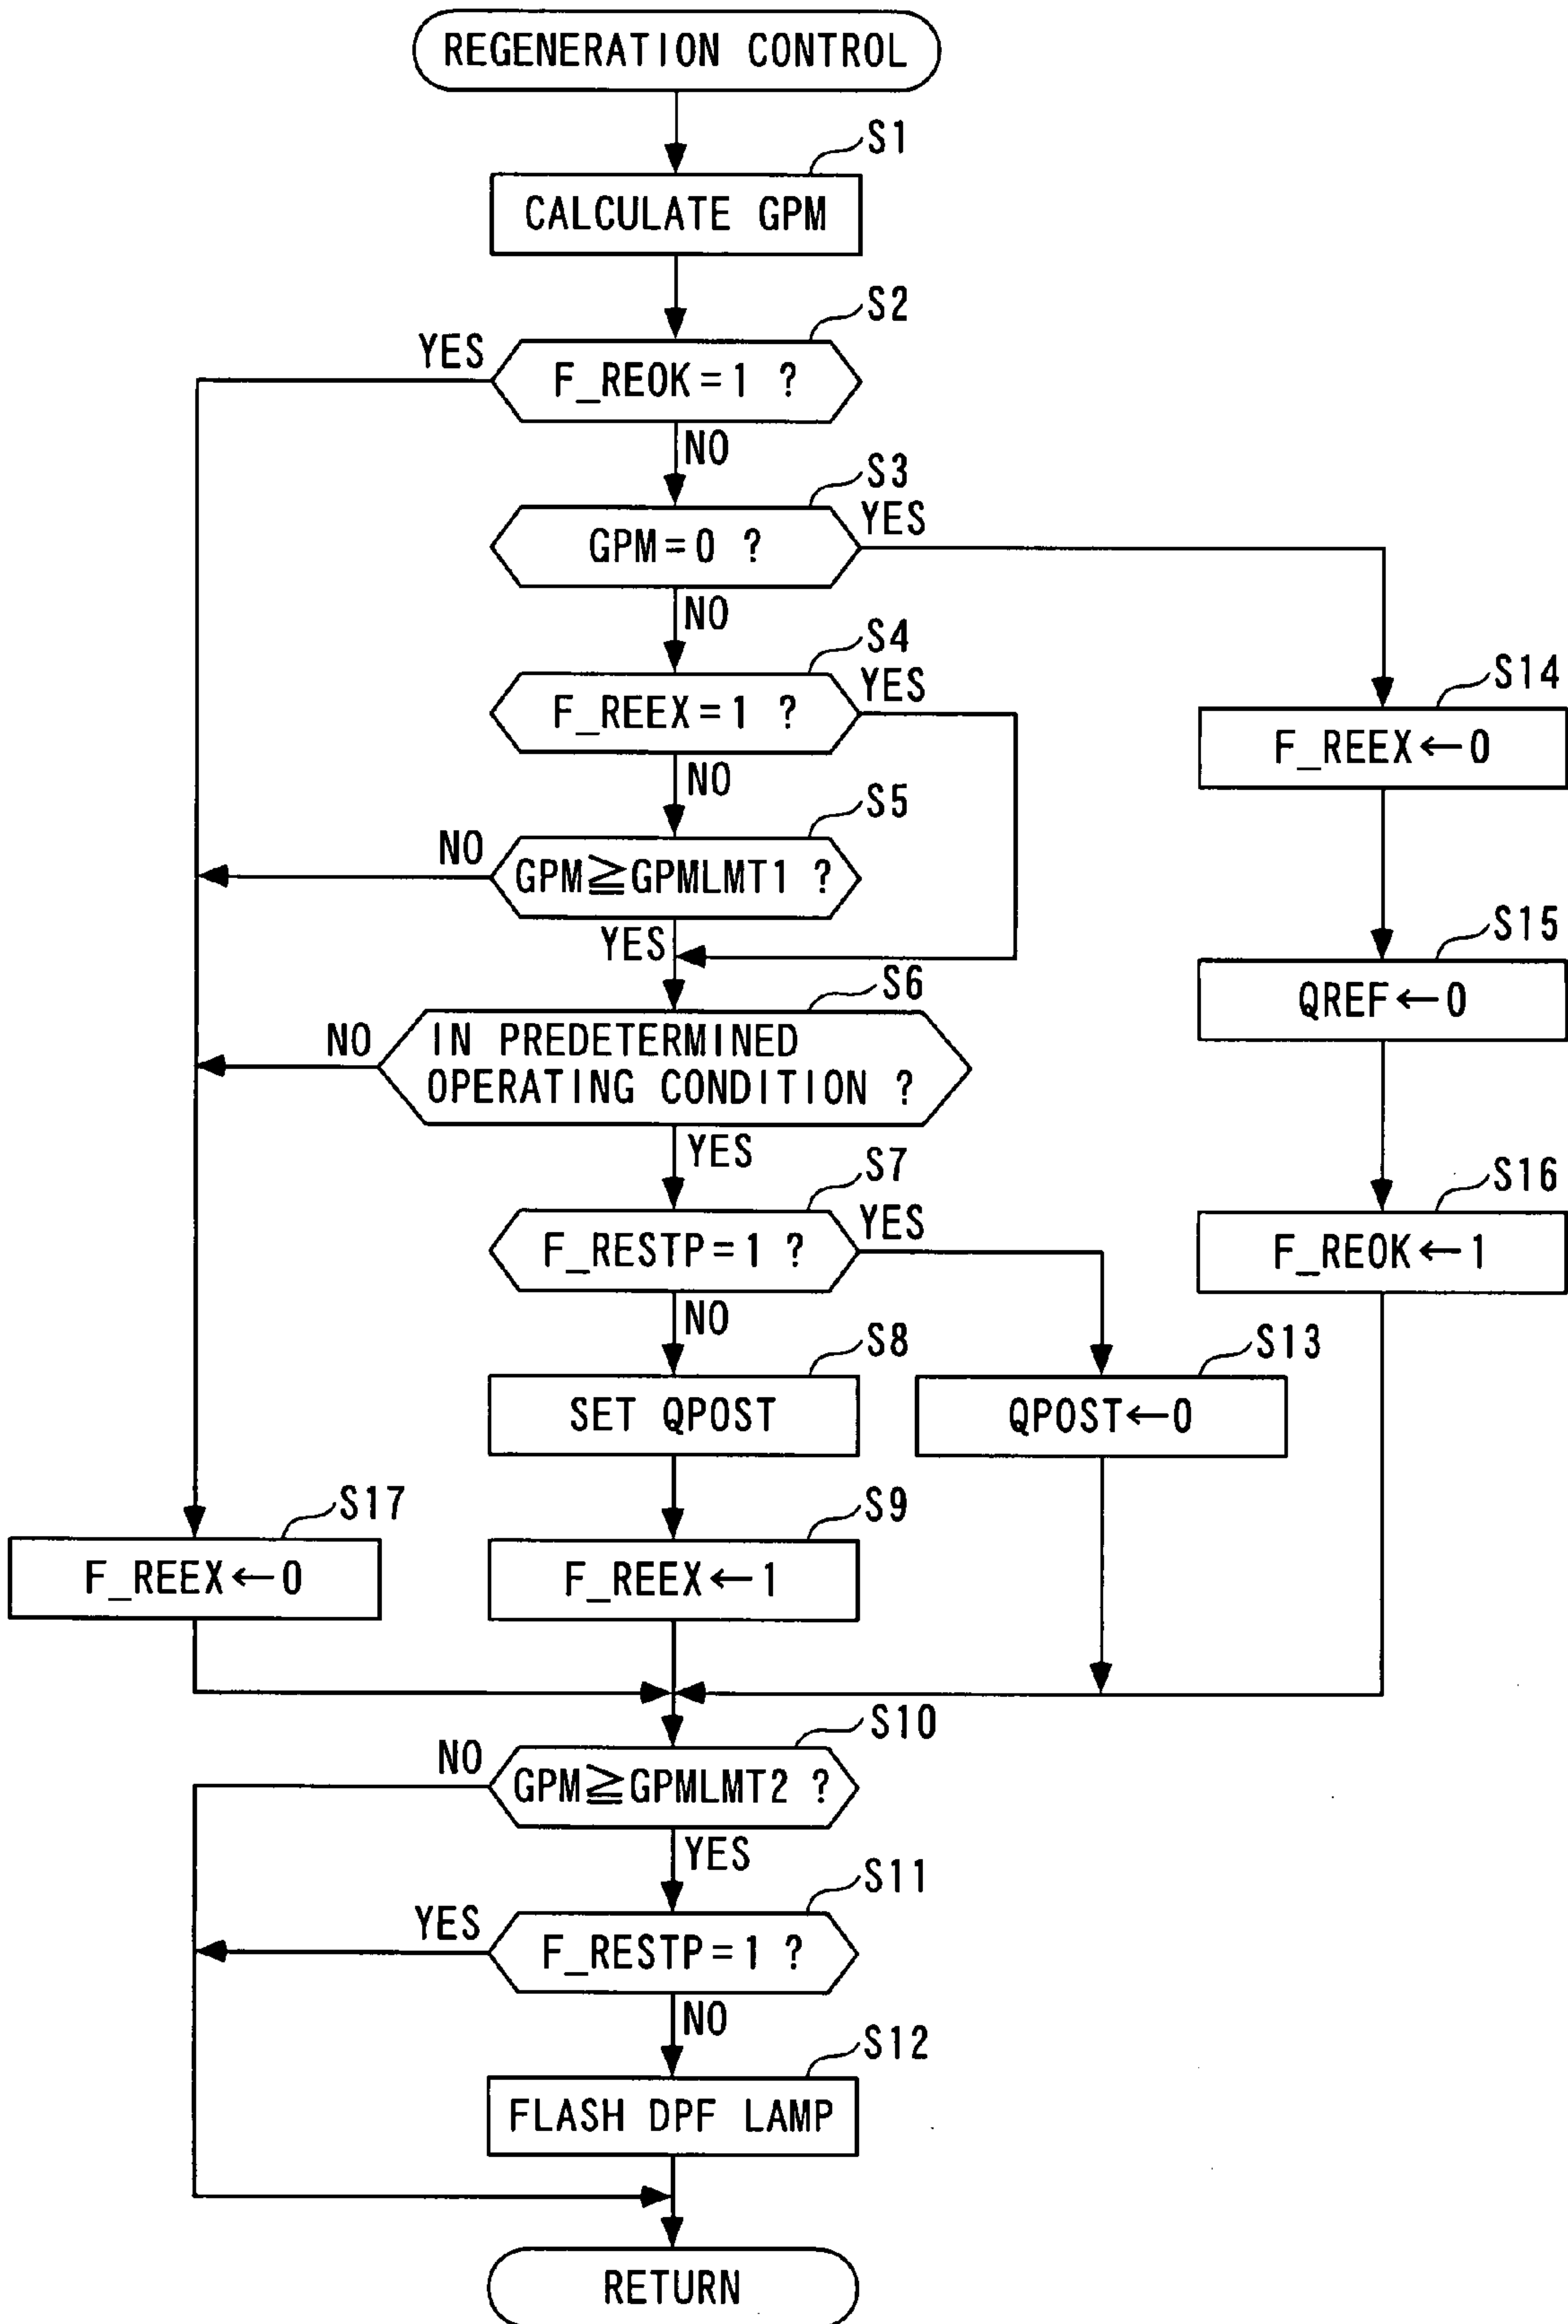 REGENERATION CONTROL
S1
CALCULATE GPM
S2
YES
F_REOK=1 ?
NO
S3
YES
GPM=0 ?
NO
S4
YES
F_REEX=1 ?
S14
F_REEX←0
NO
S5
NO
GPM≧GPMLMT1 ?
YES
S15
QREF←0
S6
NO
IN PREDETERMINED
OPERATING CONDITION ?
YES
S7
YES
F_RESTP=1 ?
S16
F_REOK←1
NO
S8
SET QPOST
S13
QPOST←0
S17
F_REEX←0
S9
F_REEX←1
S10
NO
GPM≧GPMLMT2 ?
YES
S11
YES
F_RESTP=1 ?
NO
S12
FLASH DPF LAMP
RETURN